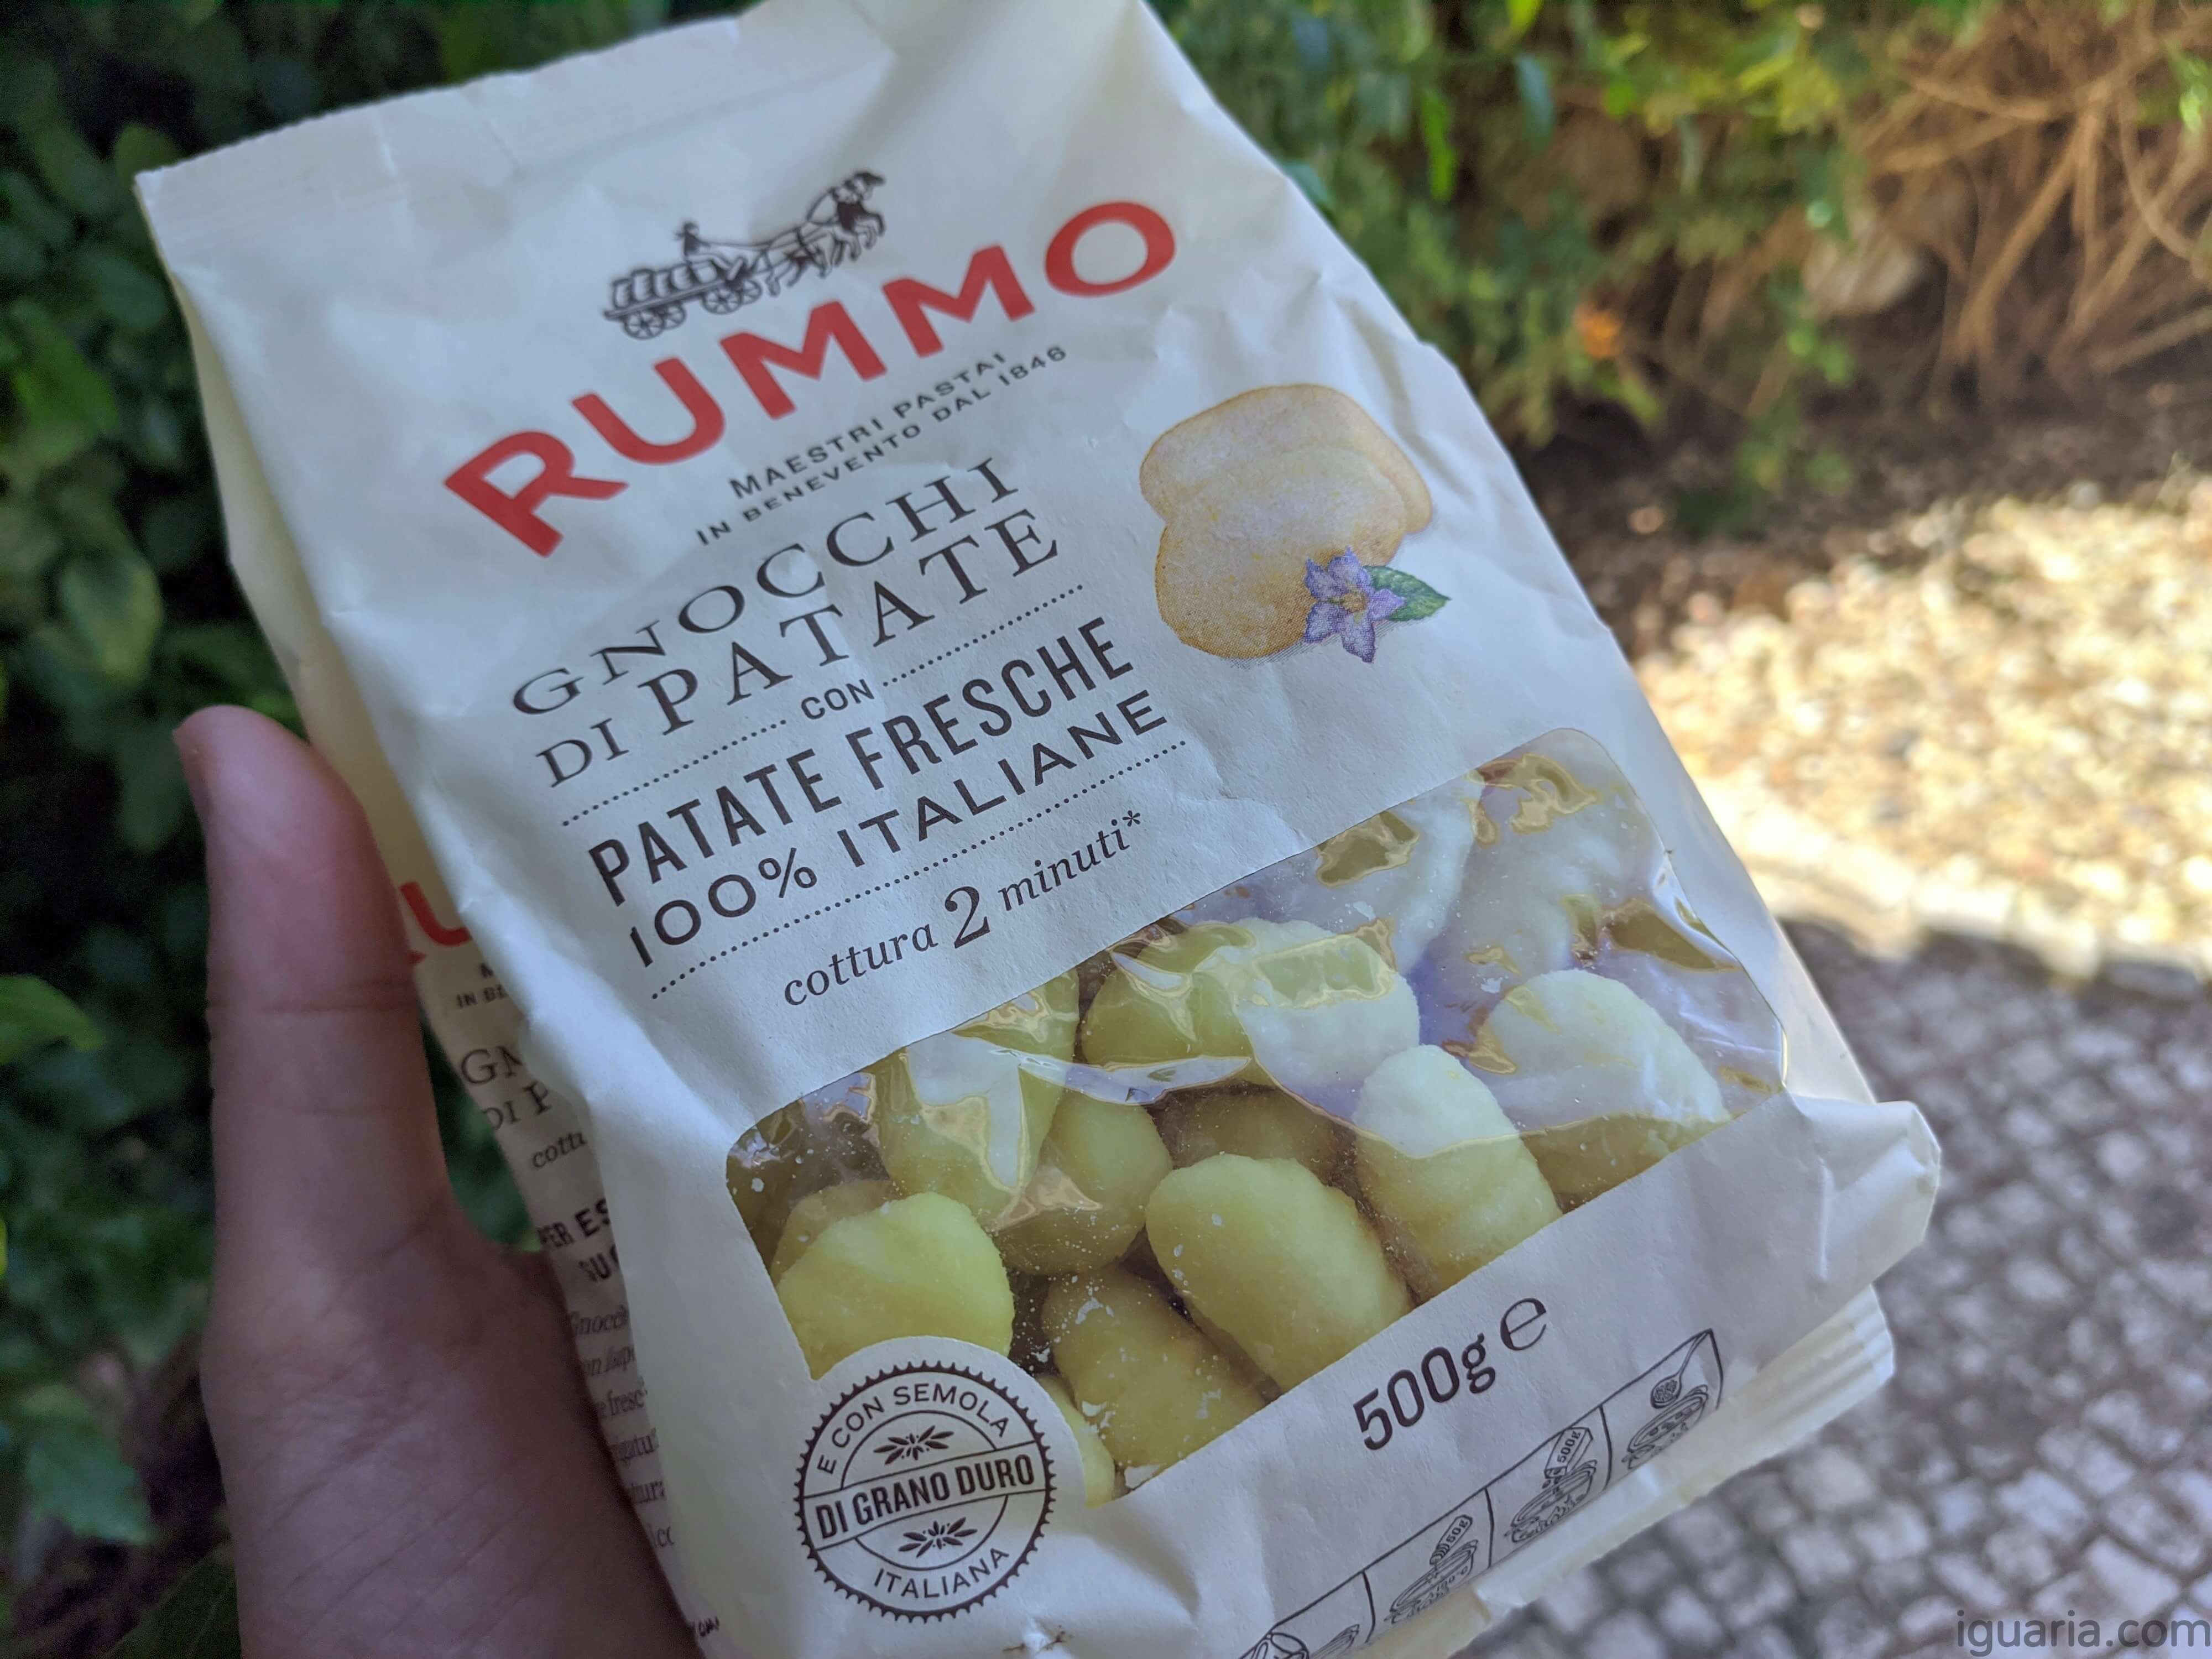 RUMMO
MAESTRI PASTAI
IN BENEVENTO DAL 1846
GNOCCHI
DI PATATE
CON
PATATE FRESCHE
100% ITALIANE
cottura 2 minuti*
E CON SEMOLA
DI GRANO DURO
ITALIANA
500g e
500g
iguaria.com